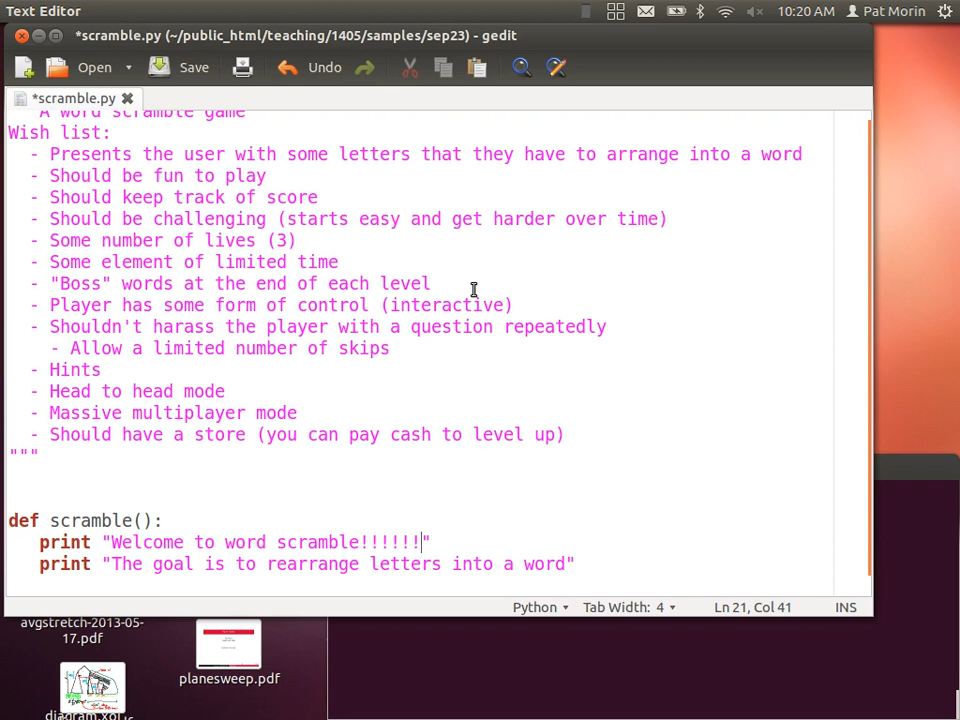 Text Editor
10:20 AM
Pat Morin
*scramble.py (~/public_html/teaching/1405/samples/sep23) - gedit
Open
Save
Undo
*scramble.py
A word scramble game
Wish list:
- Presents the user with some letters that they have to arrange into a word
- Should be fun to play
- Should keep track of score
- Should be challenging (starts easy and get harder over time)
- Some number of lives (3)
- Some element of limited time
- "Boss" words at the end of each level
- Player has some form of control (interactive)
- Shouldn't harass the player with a question repeatedly
- Allow a limited number of skips
- Hints
- Head to head mode
- Massive multiplayer mode
- Should have a store (you can pay cash to level up)
"""
def scramble():
print "Welcome to word scramble!!!!!!"
print "The goal is to rearrange letters into a word"
Python
Tab Width: 4
Ln 21, Col 41
INS
avgstretch-2013-05-
17.pdf
planesweep.pdf